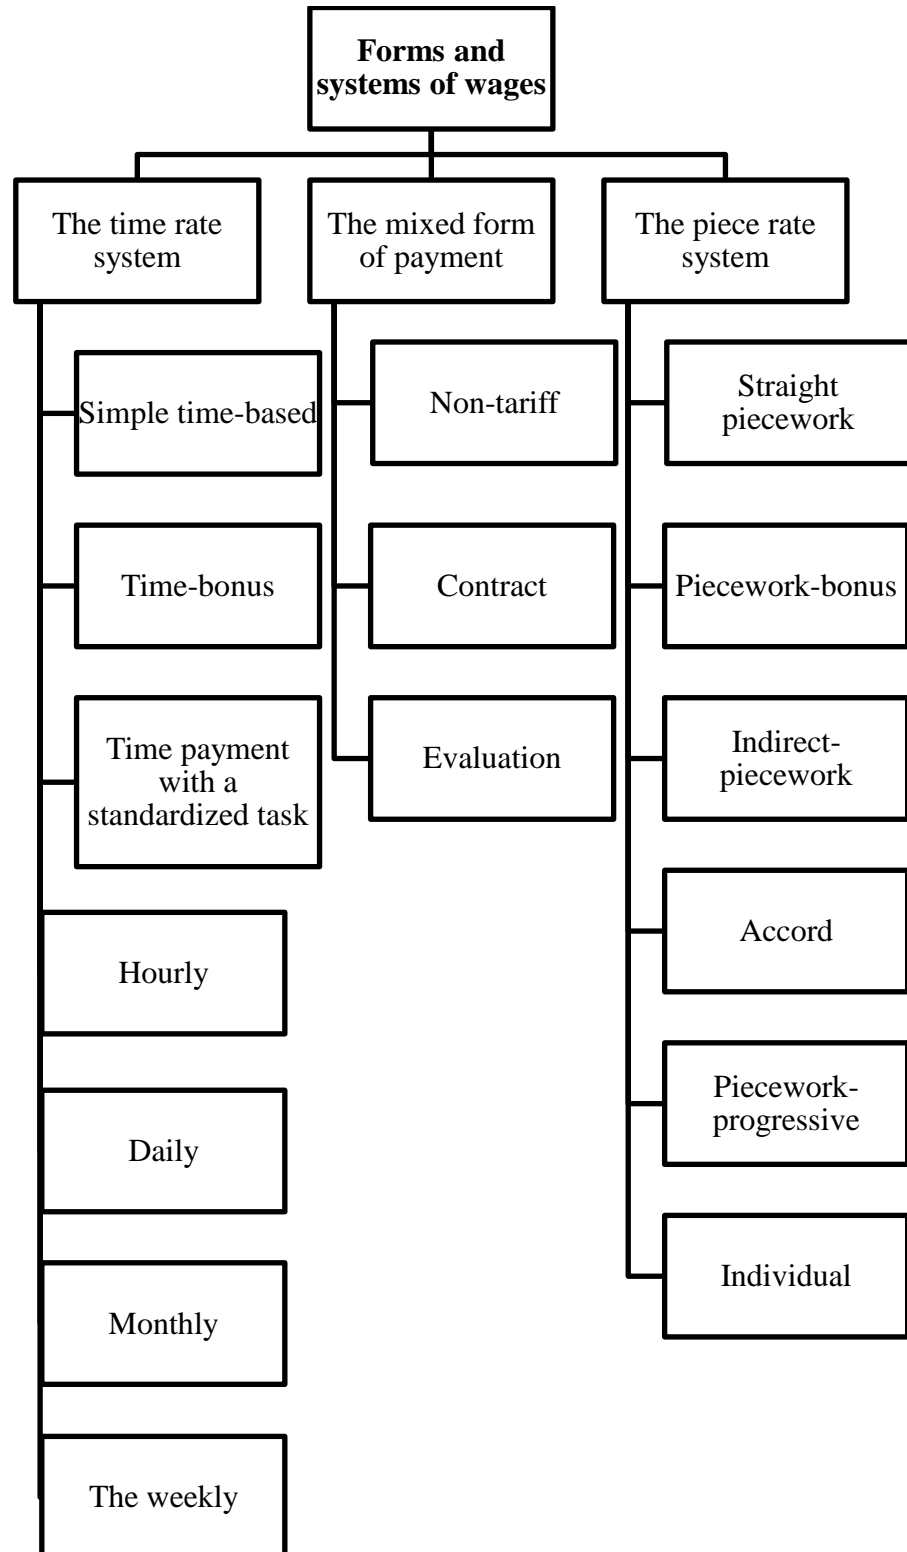 Forms and
systems of wages
The time rate
system
The mixed form
of payment
The piece rate
system
Simple time-based
Time-bonus
Time payment
with a
standardized task
Hourly
Daily
Monthly
The weekly
Non-tariff
Contract
Evaluation
Straight
piecework
Piecework-bonus
Indirect-
piecework
Accord
Piecework-
progressive
Individual